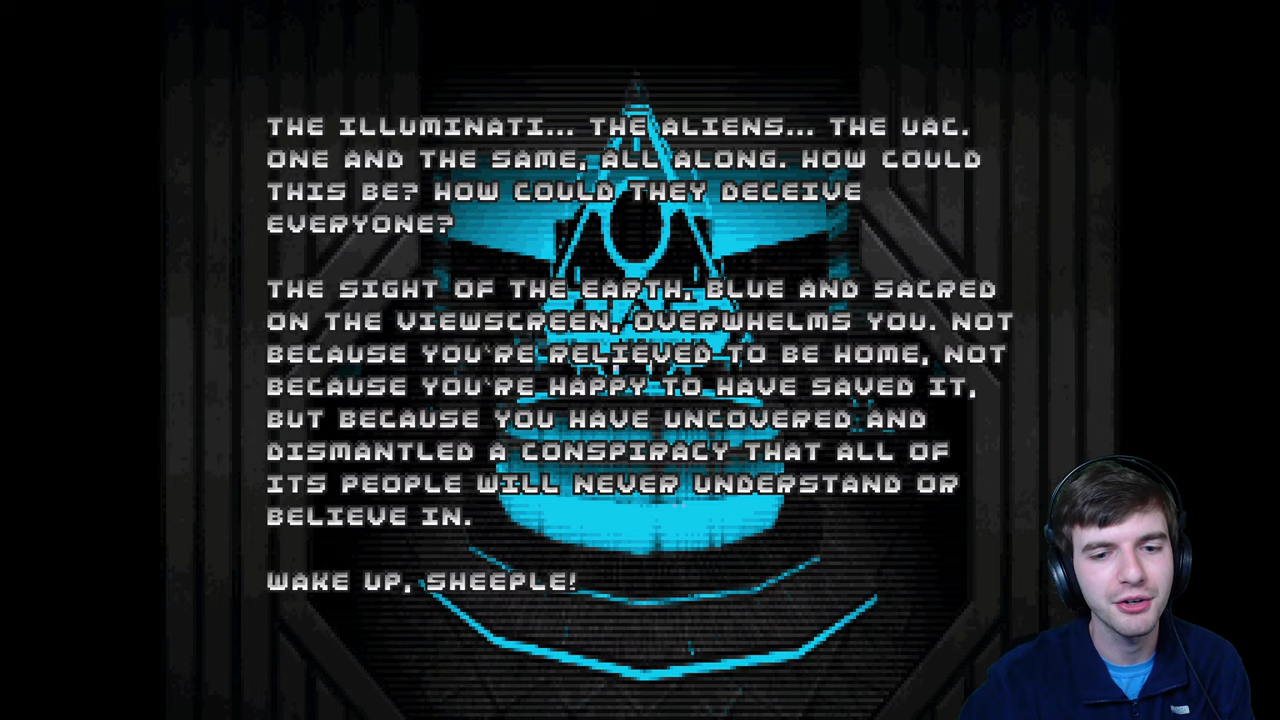 THE ILLUMINATI... THE ALIENS... THE UAC.
ONE AND THE SAME, ALL ALONG. HOW COULD
THIS BE? HOW COULD THEY DECEIVE
EVERYONE?
THE SIGHT OF THE EARTH, BLUE AND SACRED
ON THE VIEWSCREEN, OVERWHELMS YOU. NOT
BECAUSE YOU'RE RELIEVED TO BE HOME, NOT
BECAUSE YOU'RE HAPPY TO HAVE SAVED IT,
BUT BECAUSE YOU HAVE UNCOVERED AND
DISMANTLED A CONSPIRACY THAT ALL OF
ITS PEOPLE WILL NEVER UNDERSTAND OR
BELIEVE IN.
WAKE UP, SHEEPLE!